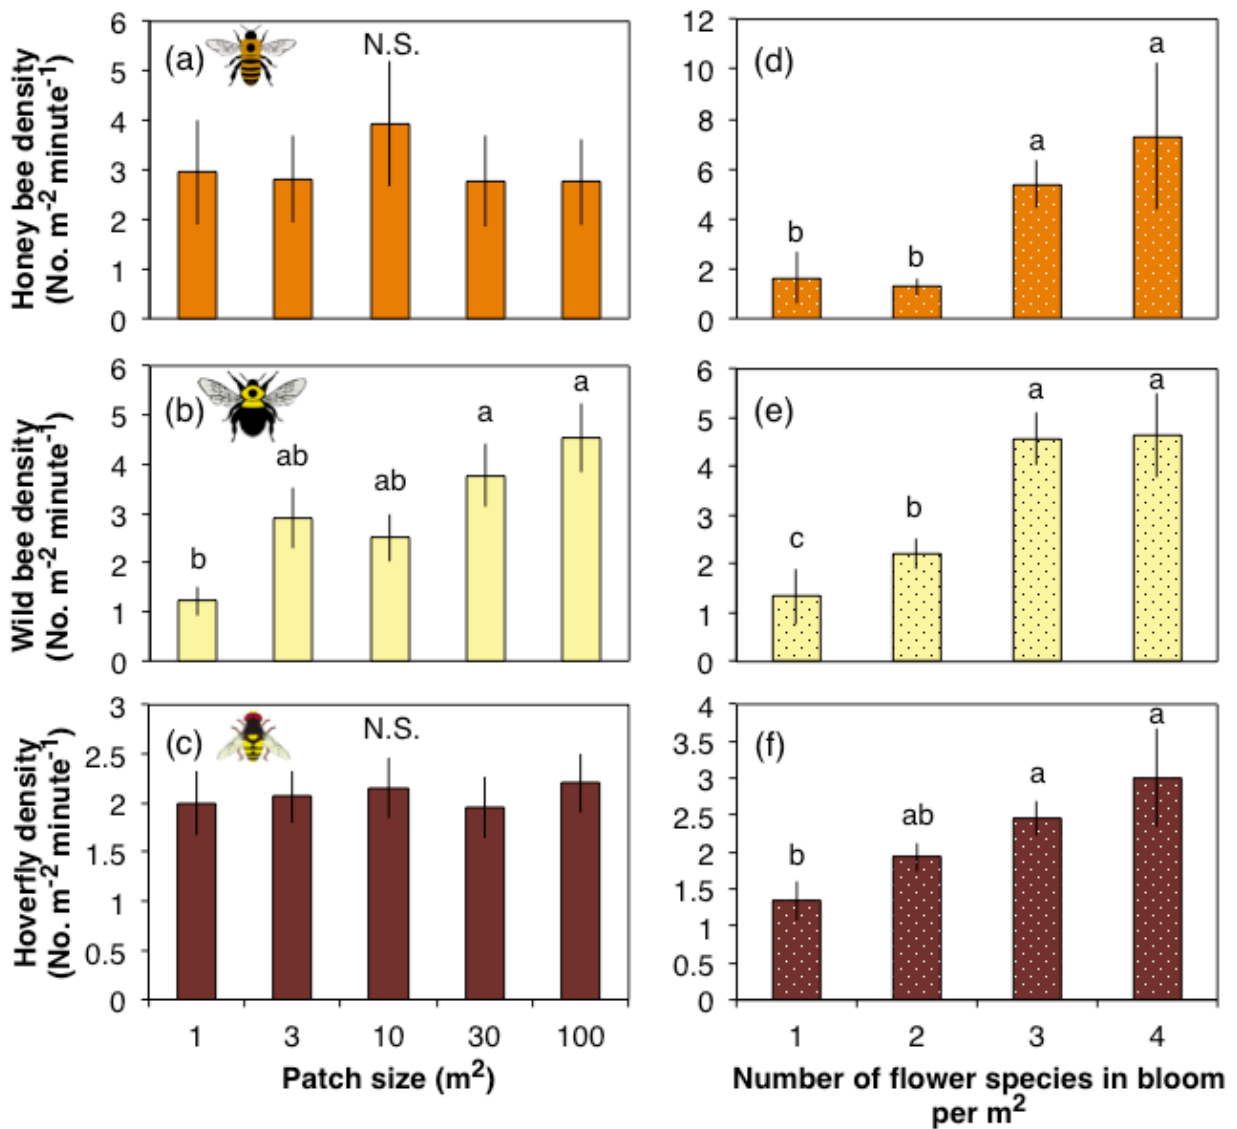 Honey bee density
(No. m⁻² minute⁻¹)
6
5
4
3
2
1
0
(a)
N.S.
12
10
8
6
4
2
0
(d)
b
b
a
a
Wild bee density
(No. m⁻² minute⁻¹)
6
5
4
3
2
1
0
(b)
b
ab
ab
a
a
6
5
4
3
2
1
0
(e)
c
b
a
a
Hoverfly density
(No. m⁻² minute⁻¹)
3
2.5
2
1.5
1
0.5
0
(c)
N.S.
1 3 10 30 100
Patch size (m²)
4
3.5
3
2.5
2
1.5
1
0.5
0
(f)
b
ab
a
a
1 2 3 4
Number of flower species in bloom
per m²